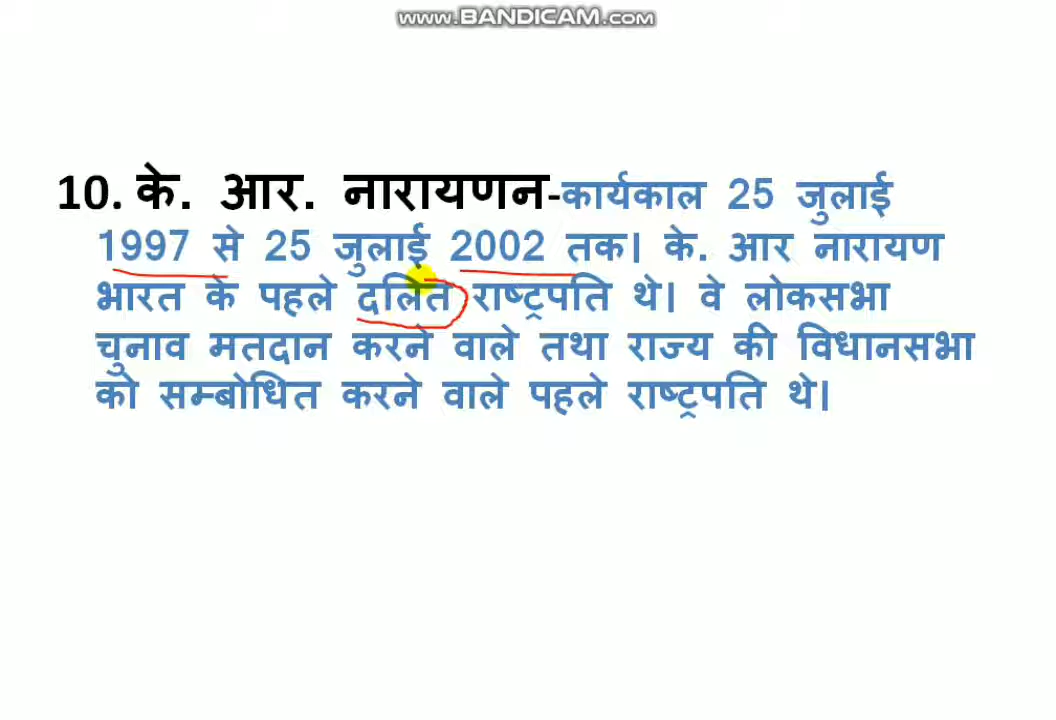 www.BANDICAM.com
10. के. आर. नारायणन-कार्यकाल 25 जुलाई
1997 से 25 जुलाई 2002 तक। के. आर नारायण
भारत के पहले दलित राष्ट्रपति थे। वे लोकसभा
चुनाव मतदान करने वाले तथा राज्य की विधानसभा
को सम्बोधित करने वाले पहले राष्ट्रपति थे।